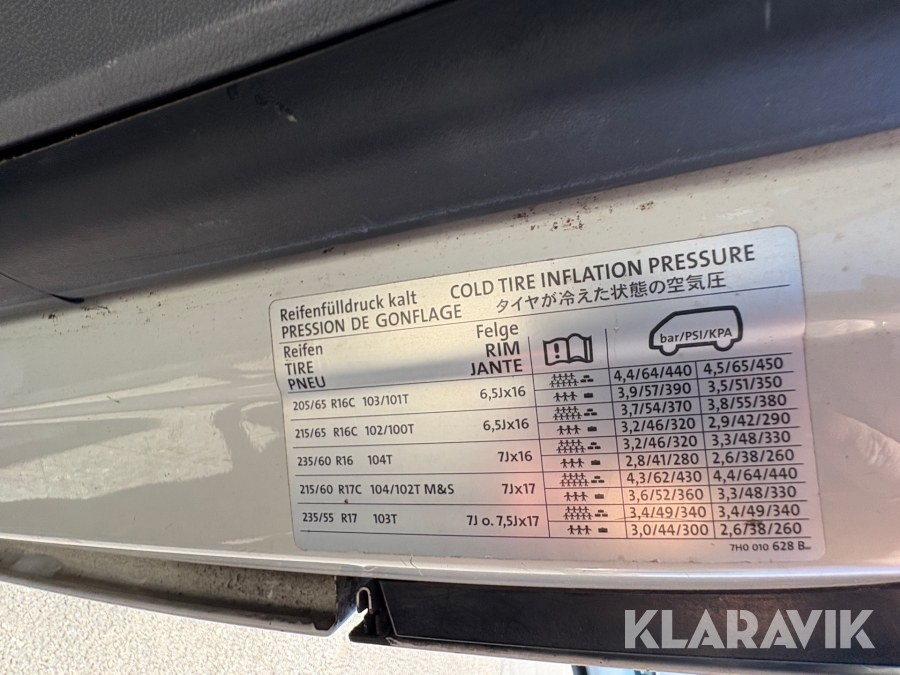 Reifenfülldruck kalt COLD TIRE INFLATION PRESSURE
PRESSION DE GONFLAGE タイヤが冷えた状態の空気圧
Reifen Felge
TIRE RIM
PNEU JANTE
bar/PSI/KPA
4,4/64/440 4,5/65/450
205/65 R16C 103/101T 6,5Jx16 3,9/57/390 3,5/51/350
3,7/54/370 3,8/55/380
215/65 R16C 102/100T 6,5Jx16 3,2/46/320 2,9/42/290
3,2/46/320 3,3/48/330
235/60 R16 104T 7Jx16 2,8/41/280 2,6/38/260
4,3/62/430 4,4/64/440
215/60 R17C 104/102T M&S 7Jx17 3,6/52/360 3,3/48/330
3,4/49/340 3,4/49/340
235/55 R17 103T 7J o. 7,5Jx17 3,0/44/300 2,6/38/260
7H0 010 628 B
KLARAVIK